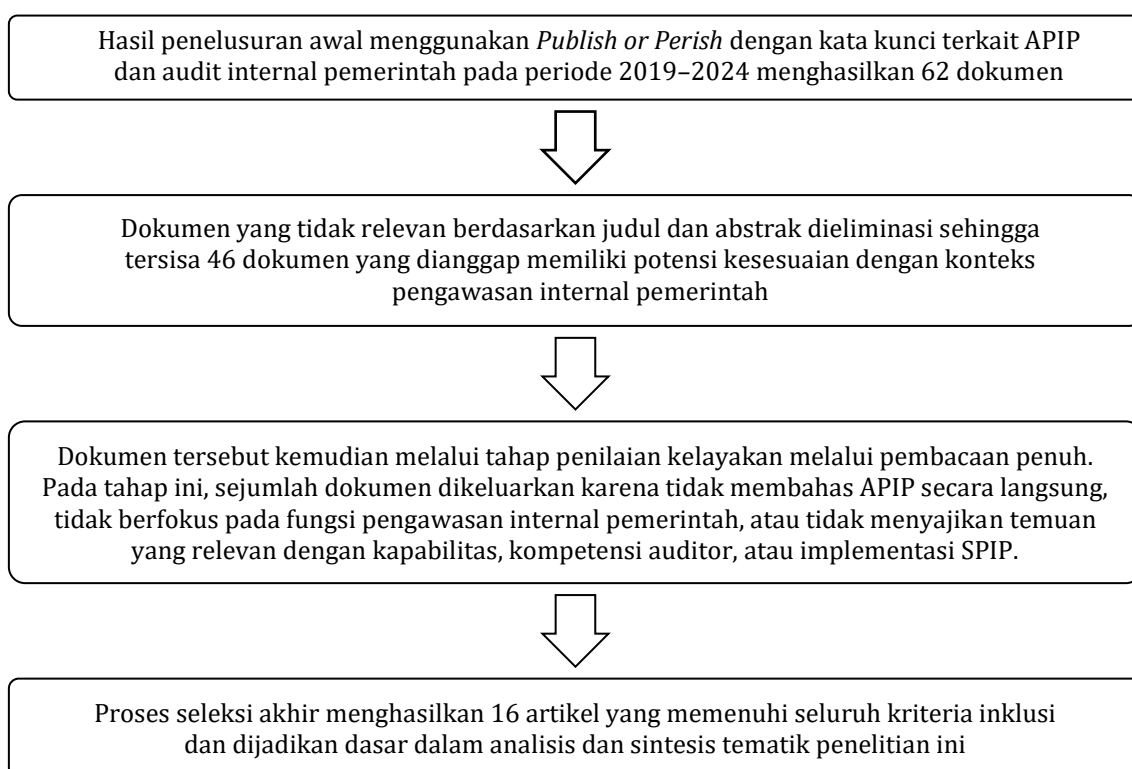 Hasil penelusuran awal menggunakan Publish or Perish dengan kata kunci terkait APIP
dan audit internal pemerintah pada periode 2019–2024 menghasilkan 62 dokumen
Dokumen yang tidak relevan berdasarkan judul dan abstrak dieliminasi sehingga
tersisa 46 dokumen yang dianggap memiliki potensi kesesuaian dengan konteks
pengawasan internal pemerintah
Dokumen tersebut kemudian melalui tahap penilaian kelayakan melalui pembacaan penuh.
Pada tahap ini, sejumlah dokumen dikeluarkan karena tidak membahas APIP secara langsung,
tidak berfokus pada fungsi pengawasan internal pemerintah, atau tidak menyajikan temuan
yang relevan dengan kapabilitas, kompetensi auditor, atau implementasi SPIP.
Proses seleksi akhir menghasilkan 16 artikel yang memenuhi seluruh kriteria inklusi
dan dijadikan dasar dalam analisis dan sintesis tematik penelitian ini